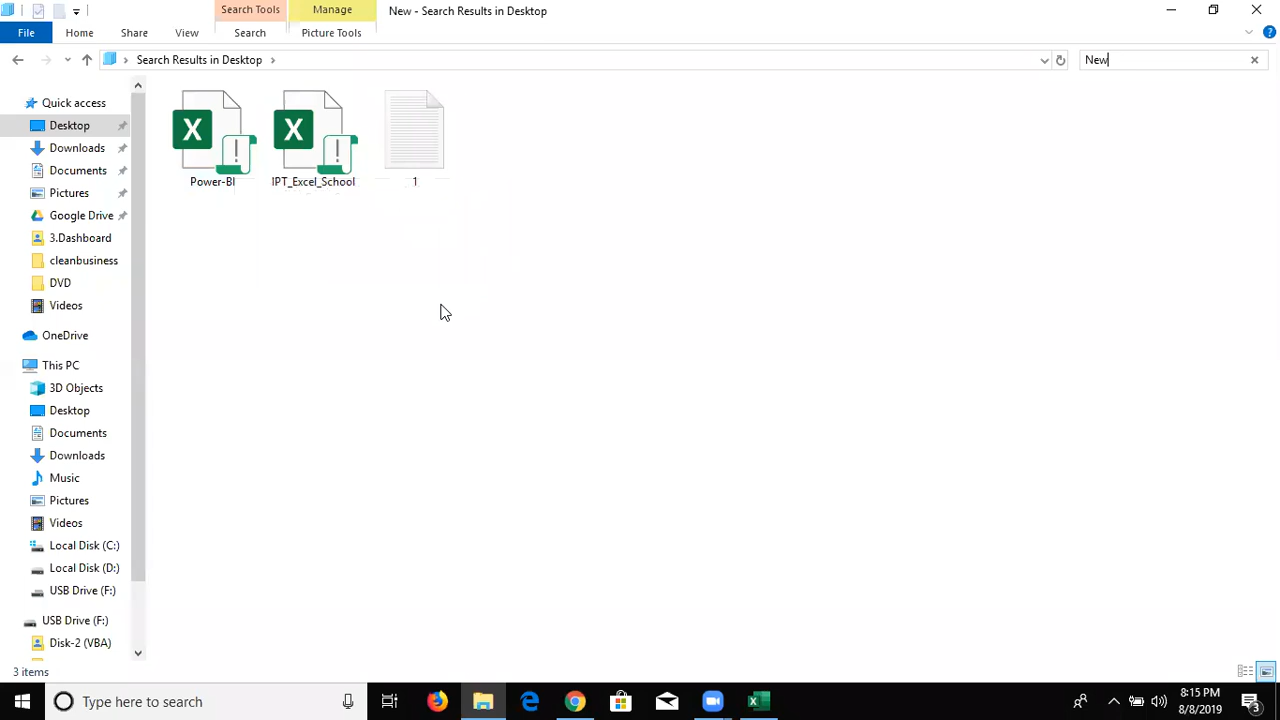 Search Tools
Manage
New - Search Results in Desktop
File
Home
Share
View
Search
Picture Tools
Search Results in Desktop
New
Quick access
Desktop
Downloads
Documents
Pictures
Google Drive
3.Dashboard
cleanbusiness
DVD
Videos
OneDrive
This PC
3D Objects
Desktop
Documents
Downloads
Music
Pictures
Videos
Local Disk (C:)
Local Disk (D:)
USB Drive (F:)
USB Drive (F:)
Disk-2 (VBA)
Power-BI
IPT_Excel_School
1
3 items
Type here to search
8:15 PM
8/8/2019
3